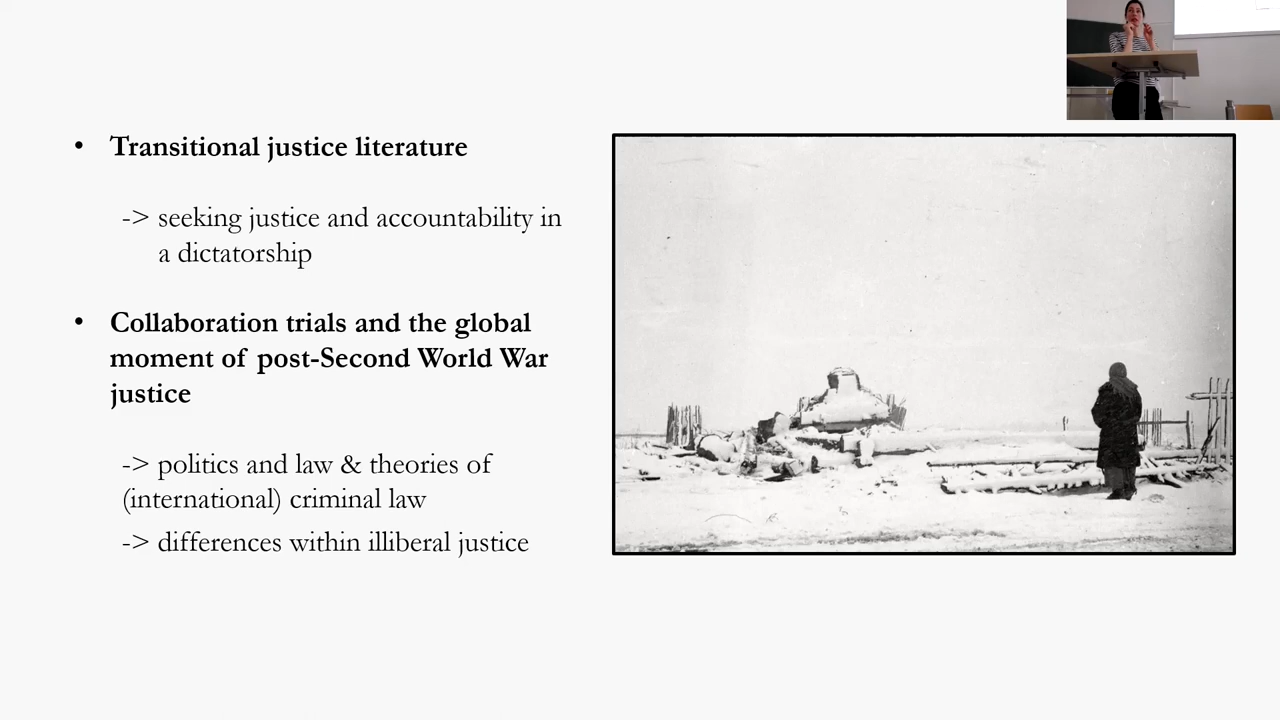 • Transitional justice literature
-> seeking justice and accountability in
a dictatorship
• Collaboration trials and the global
moment of post-Second World War
justice
-> politics and law & theories of
(international) criminal law
-> differences within illiberal justice